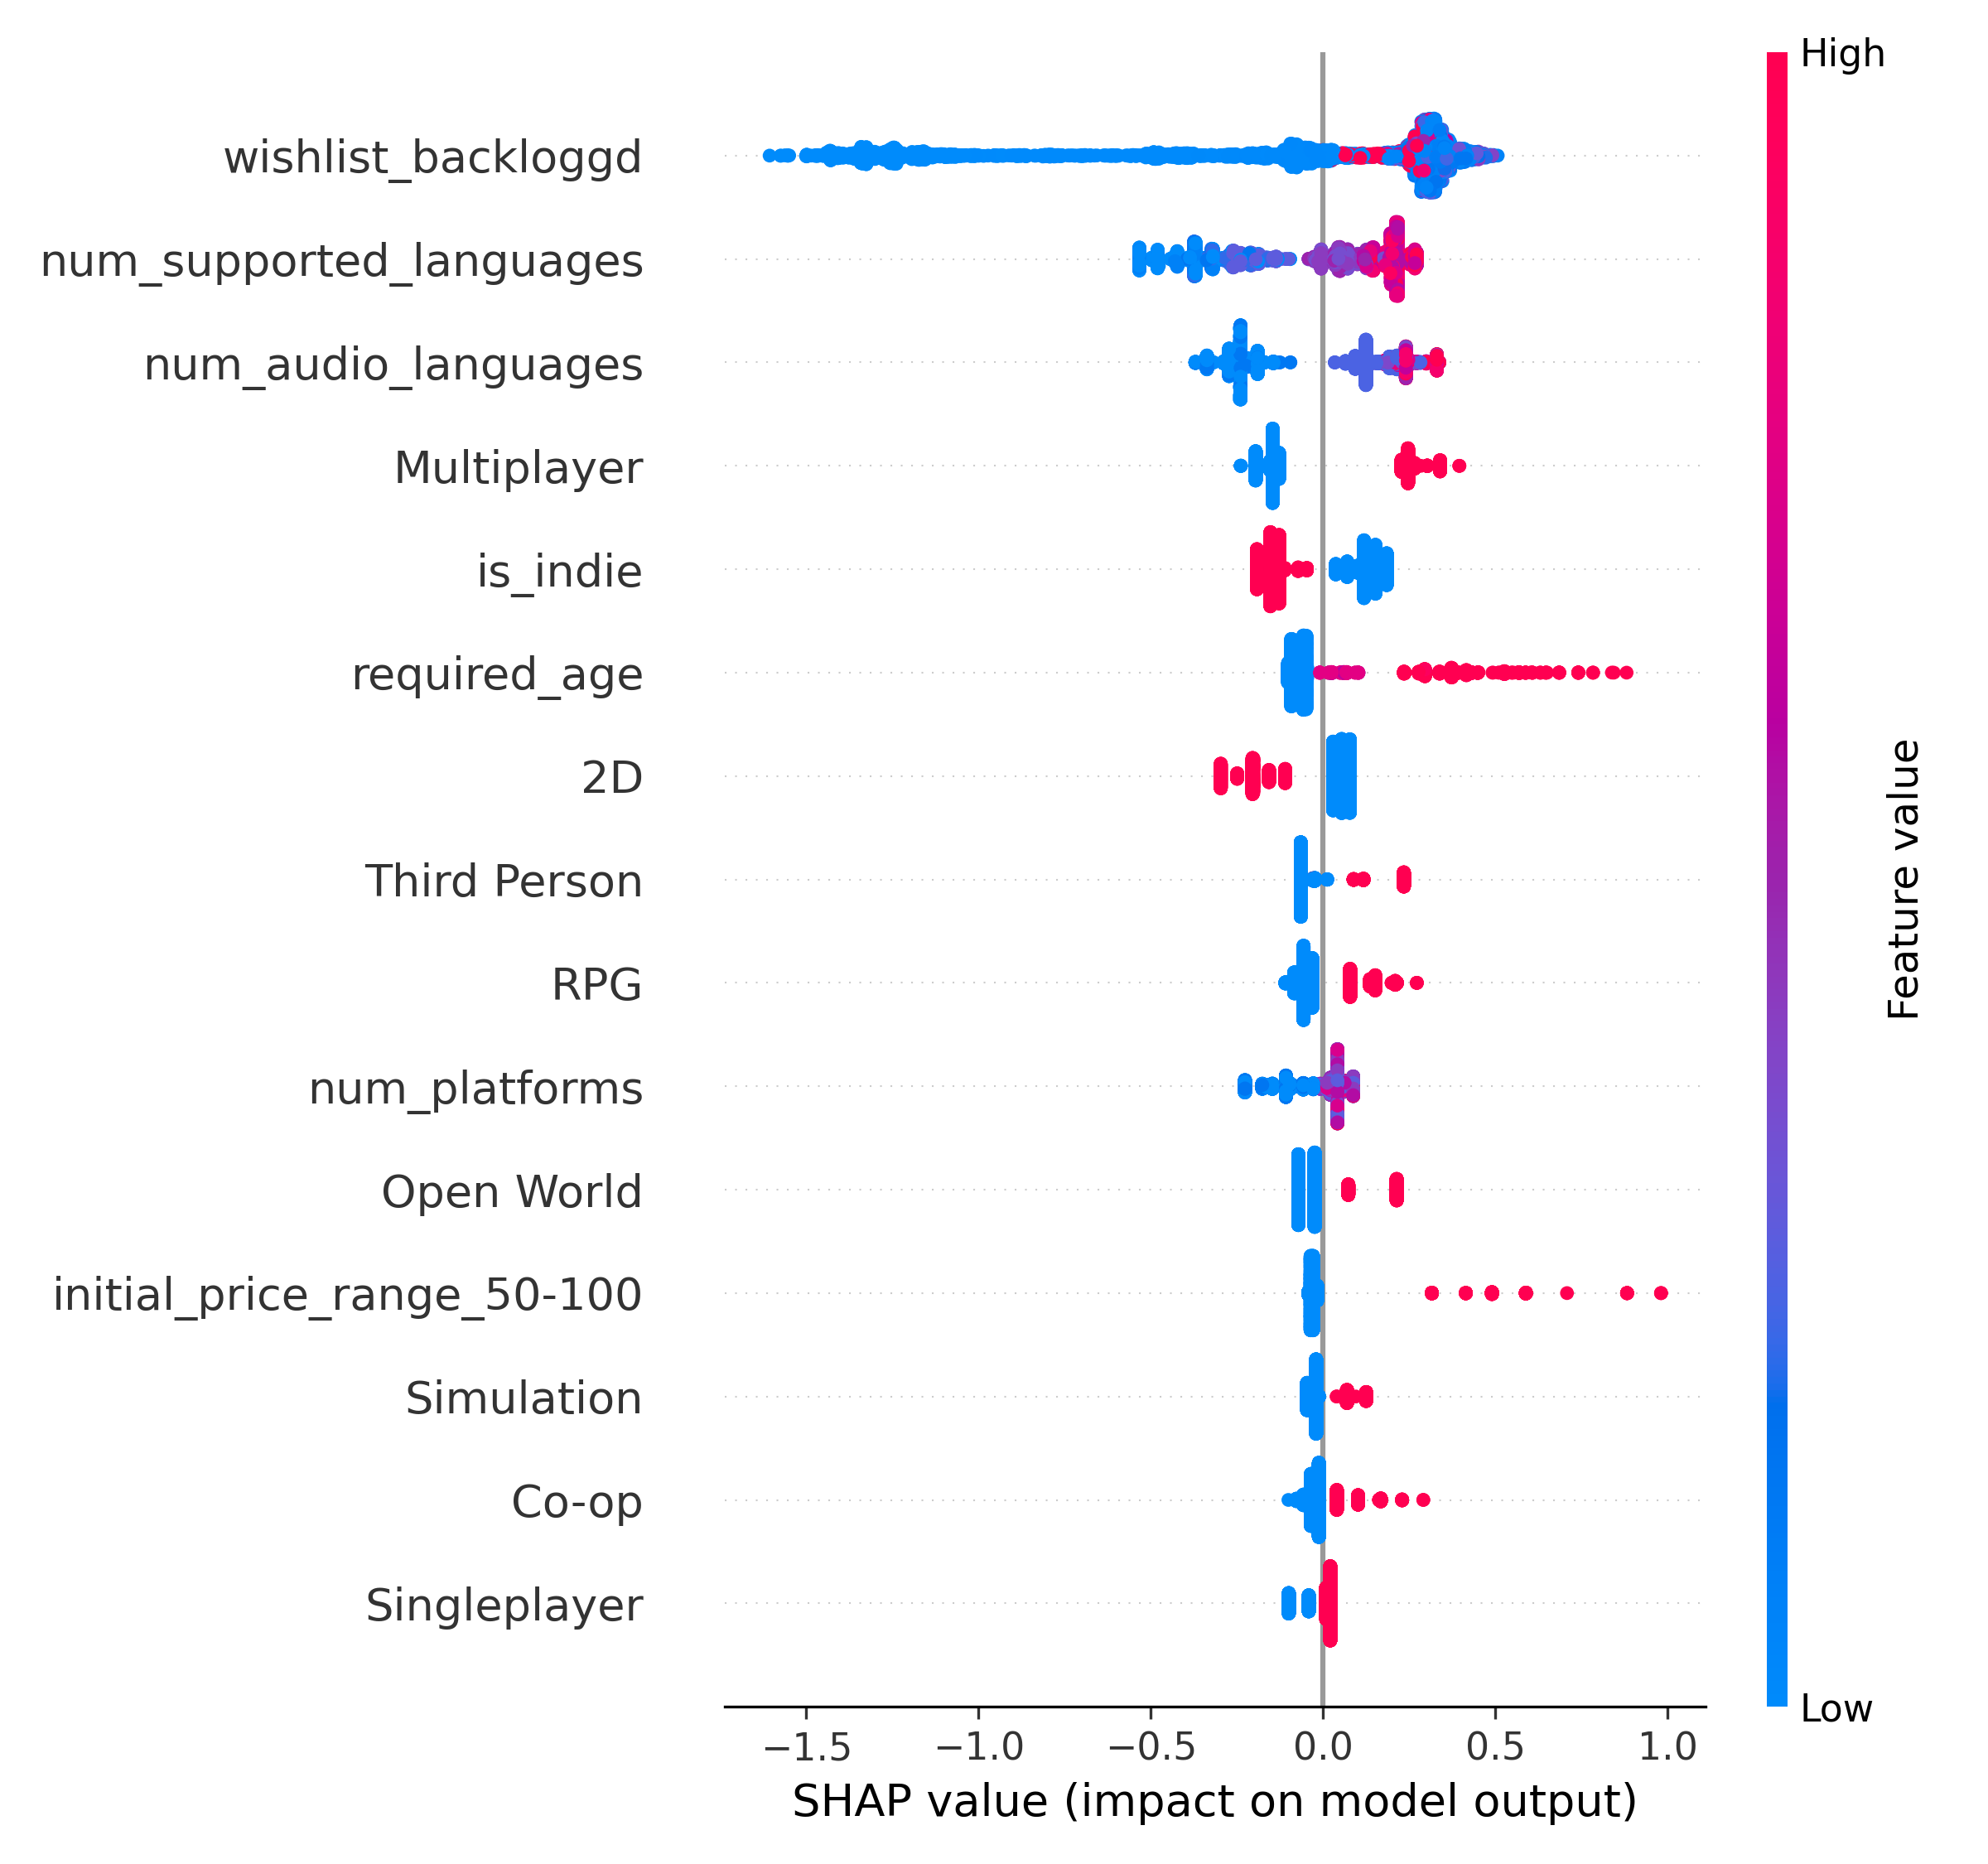 High
wishlist_backloggd
num_supported_languages
num_audio_languages
Multiplayer
is_indie
required_age
2D
Third Person
RPG
num_platforms
Open World
initial_price_range_50-100
Simulation
Co-op
Singleplayer
Feature value
Low
−1.5 −1.0 −0.5 0.0 0.5 1.0
SHAP value (impact on model output)